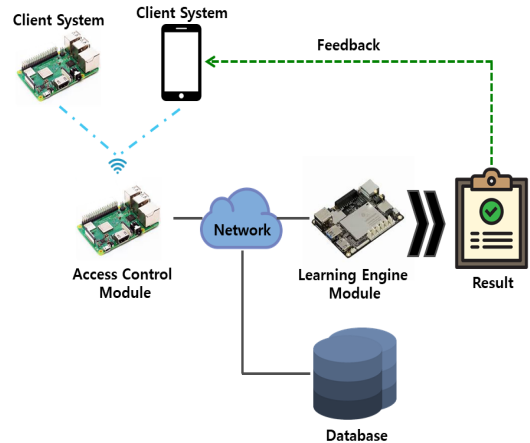 Client System
Client System
Feedback
Network
Access Control
Module
Learning Engine
Module
Result
Database